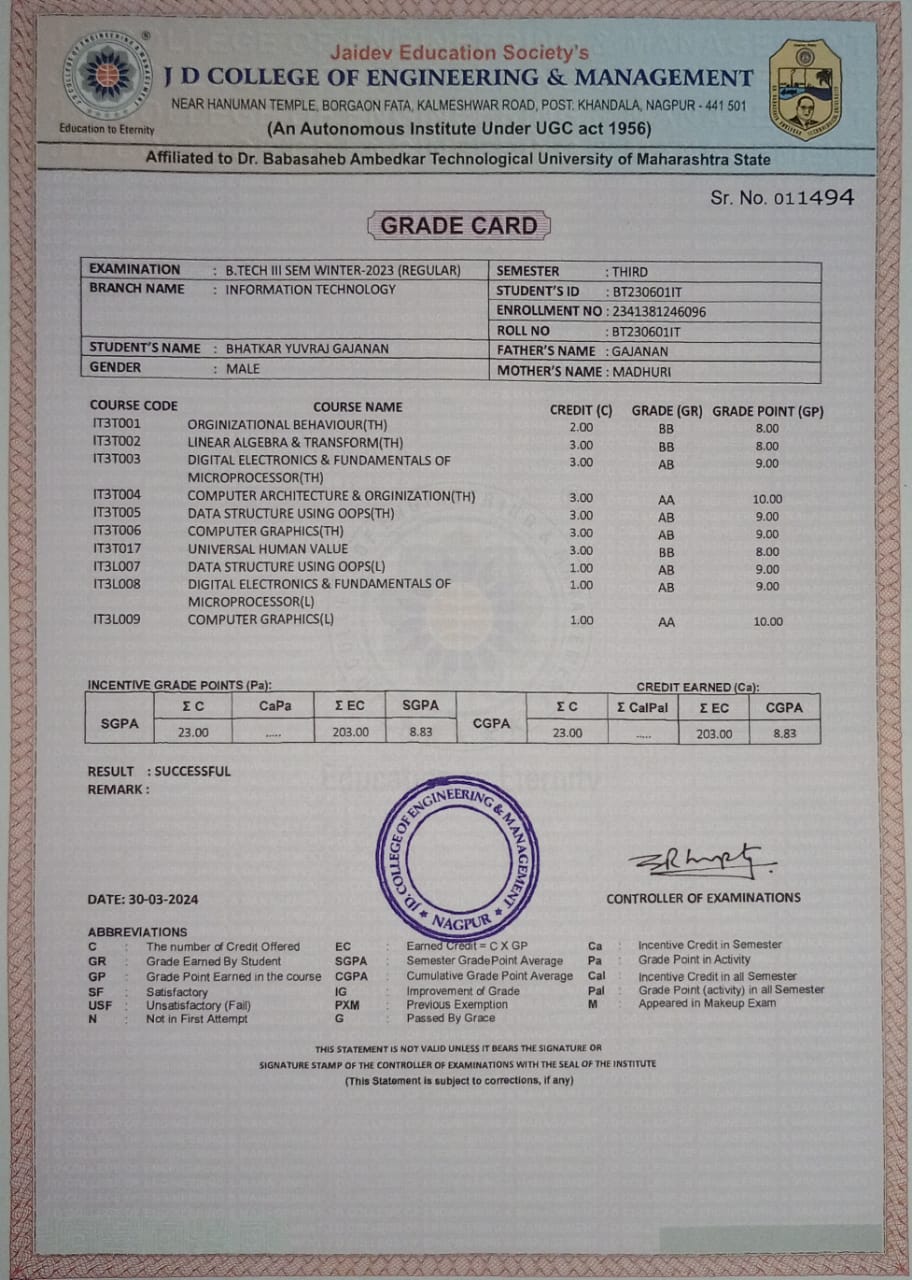 Jaidev Education Society's
J D COLLEGE OF ENGINEERING & MANAGEMENT
NEAR HANUMAN TEMPLE, BORGAON FATA, KALMESHWAR ROAD, POST. KHANDALA, NAGPUR - 441 501
Education to Eternity
(An Autonomous Institute Under UGC act 1956)
Affiliated to Dr. Babasaheb Ambedkar Technological University of Maharashtra State
Sr. No. 011494
GRADE CARD
EXAMINATION : B.TECH III SEM WINTER-2023 (REGULAR) SEMESTER : THIRD
BRANCH NAME : INFORMATION TECHNOLOGY STUDENT'S ID : BT230601IT
ENROLLMENT NO : 2341381246096
ROLL NO : BT230601IT
STUDENT'S NAME : BHATKAR YUVRAJ GAJANAN FATHER'S NAME : GAJANAN
GENDER : MALE MOTHER'S NAME : MADHURI
COURSE CODE COURSE NAME CREDIT (C) GRADE (GR) GRADE POINT (GP)
IT3T001 ORGINIZATIONAL BEHAVIOUR(TH) 2.00 BB 8.00
IT3T002 LINEAR ALGEBRA & TRANSFORM(TH) 3.00 BB 8.00
IT3T003 DIGITAL ELECTRONICS & FUNDAMENTALS OF 3.00 AB 9.00
MICROPROCESSOR(TH)
IT3T004 COMPUTER ARCHITECTURE & ORGINIZATION(TH) 3.00 AA 10.00
IT3T005 DATA STRUCTURE USING OOPS(TH) 3.00 AB 9.00
IT3T006 COMPUTER GRAPHICS(TH) 3.00 AB 9.00
IT3T017 UNIVERSAL HUMAN VALUE 3.00 BB 8.00
IT3L007 DATA STRUCTURE USING OOPS(L) 1.00 AB 9.00
IT3L008 DIGITAL ELECTRONICS & FUNDAMENTALS OF 1.00 AB 9.00
MICROPROCESSOR(L)
IT3L009 COMPUTER GRAPHICS(L) 1.00 AA 10.00
INCENTIVE GRADE POINTS (Pa): CREDIT EARNED (Ca):
SGPA Σ C CaPa Σ EC SGPA CGPA Σ C Σ CalPal Σ EC CGPA
23.00 ..... 203.00 8.83 23.00 ..... 203.00 8.83
RESULT : SUCCESSFUL
REMARK :
JD. COLLEGE OF ENGINEERING & MANAGEMENT
★ NAGPUR ★
DATE: 30-03-2024 CONTROLLER OF EXAMINATIONS
ABBREVIATIONS
C : The number of Credit Offered EC : Earned Credit = C X GP Ca : Incentive Credit in Semester
GR : Grade Earned By Student SGPA : Semester Grade Point Average Pa : Grade Point in Activity
GP : Grade Point Earned in the course CGPA : Cumulative Grade Point Average Cal : Incentive Credit in all Semester
SF : Satisfactory IG : Improvement of Grade Pal : Grade Point (activity) in all Semester
USF : Unsatisfactory (Fail) PXM : Previous Exemption M : Appeared in Makeup Exam
N : Not in First Attempt G : Passed By Grace
THIS STATEMENT IS NOT VALID UNLESS IT BEARS THE SIGNATURE OR
SIGNATURE STAMP OF THE CONTROLLER OF EXAMINATIONS WITH THE SEAL OF THE INSTITUTE
(This Statement is subject to corrections, if any)